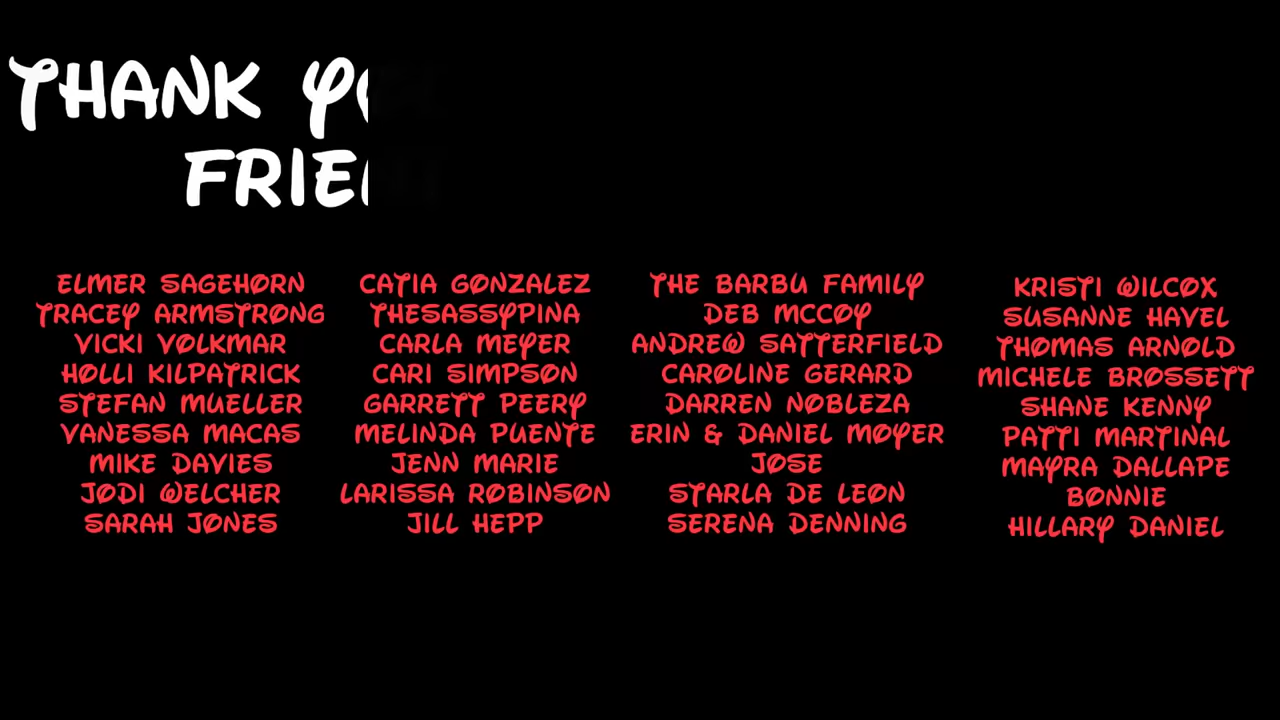 THANK YO
FRIE
ELMER SAGEHORN
TRACEY ARMSTRONG
VICKI VOLKMAR
HOLLI KILPATRICK
STEFAN MUELLER
VANESSA MACAS
MIKE DAVIES
JODI WELCHER
SARAH JONES
CATIA GONZALEZ
THESASSYPINA
CARLA MEYER
CARI SIMPSON
GARRETT PEERY
MELINDA PUENTE
JENN MARIE
LARISSA ROBINSON
JILL HEPP
THE BARBU FAMILY
DEB MCCOY
ANDREW SATTERFIELD
CAROLINE GERARD
DARREN NOBLEZA
ERIN & DANIEL MOYER
JOSE
STARLA DE LEON
SERENA DENNING
KRISTI WILCOX
SUSANNE HAVEL
THOMAS ARNOLD
MICHELE BROSSETT
SHANE KENNY
PATTI MARTINAL
MAYRA DALLAPE
BONNIE
HILLARY DANIEL